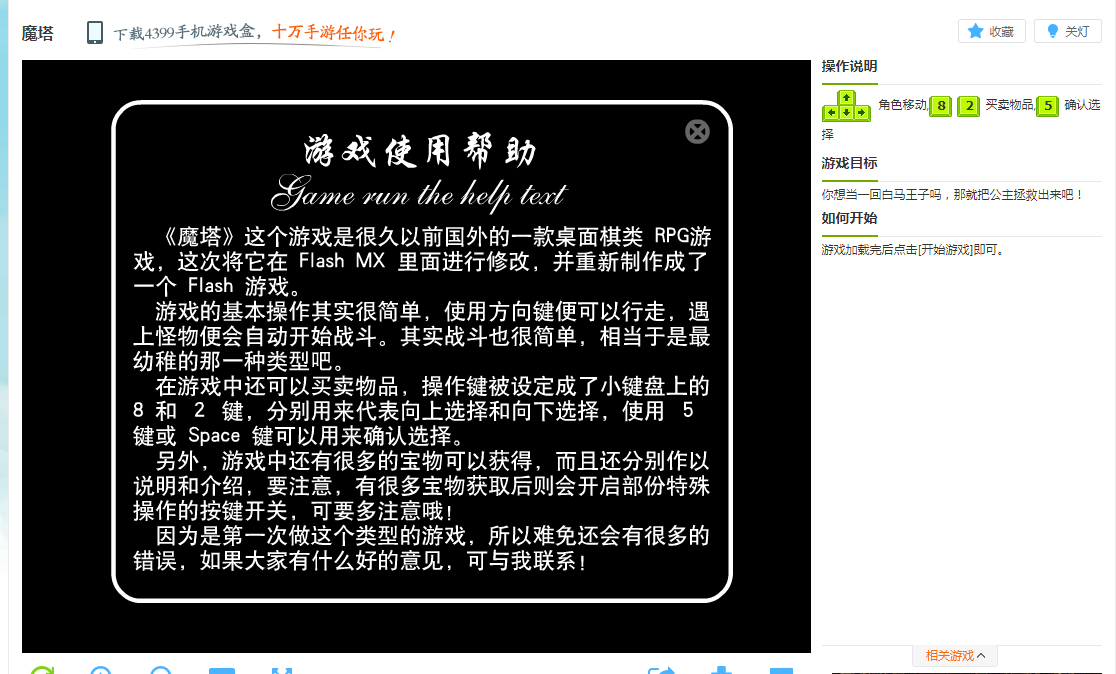 魔塔
下载4399手机游戏盒，十万手游任你玩！
收藏
关灯
游戏使用帮助
Game run the help text
《魔塔》这个游戏是很久以前国外的一款桌面棋类 RPG游
戏，这次将它在 Flash MX 里面进行修改，并重新制作成了
一个 Flash 游戏。
游戏的基本操作其实很简单，使用方向键便可以行走，遇
上怪物便会自动开始战斗。其实战斗也很简单，相当于是最
幼稚的那一种类型吧。
在游戏中还可以买卖物品，操作键被设定成了小键盘上的
8 和 2 键，分别用来代表向上选择和向下选择，使用 5
键或 Space 键可以用来确认选择。
另外，游戏中还有很多的宝物可以获得，而且还分别作以
说明和介绍，要注意，有很多宝物获取后则会开启部份特殊
操作的按键开关，可要多注意哦！
因为是第一次做这个类型的游戏，所以难免还会有很多的
错误，如果大家有什么好的意见，可与我联系！
操作说明
角色移动,8 2 买卖物品,5 确认选
择
游戏目标
你想当一回白马王子吗，那就把公主拯救出来吧！
如何开始
游戏加载完后点击[开始游戏]即可。
相关游戏